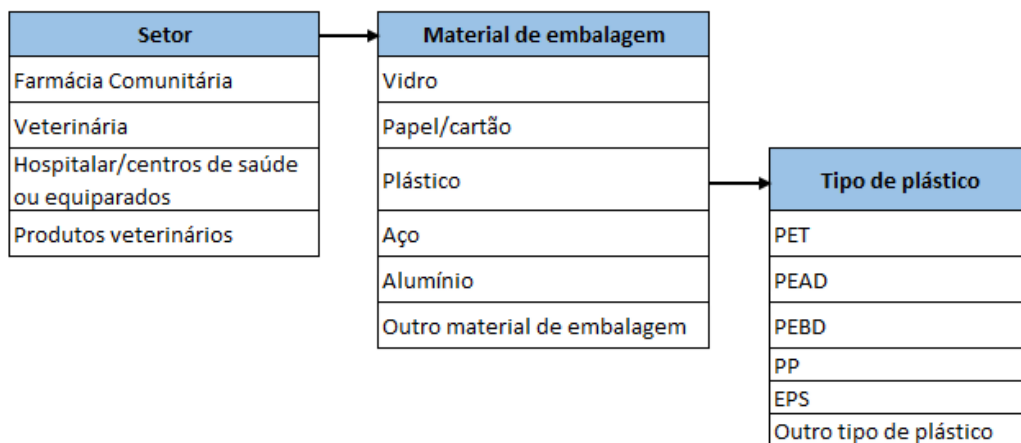 Setor
Farmácia Comunitária
Veterinária
Hospitalar/centros de saúde
ou equiparados
Produtos veterinários
Material de embalagem
Vidro
Papel/cartão
Plástico
Aço
Alumínio
Outro material de embalagem
Tipo de plástico
PET
PEAD
PEBD
PP
EPS
Outro tipo de plástico